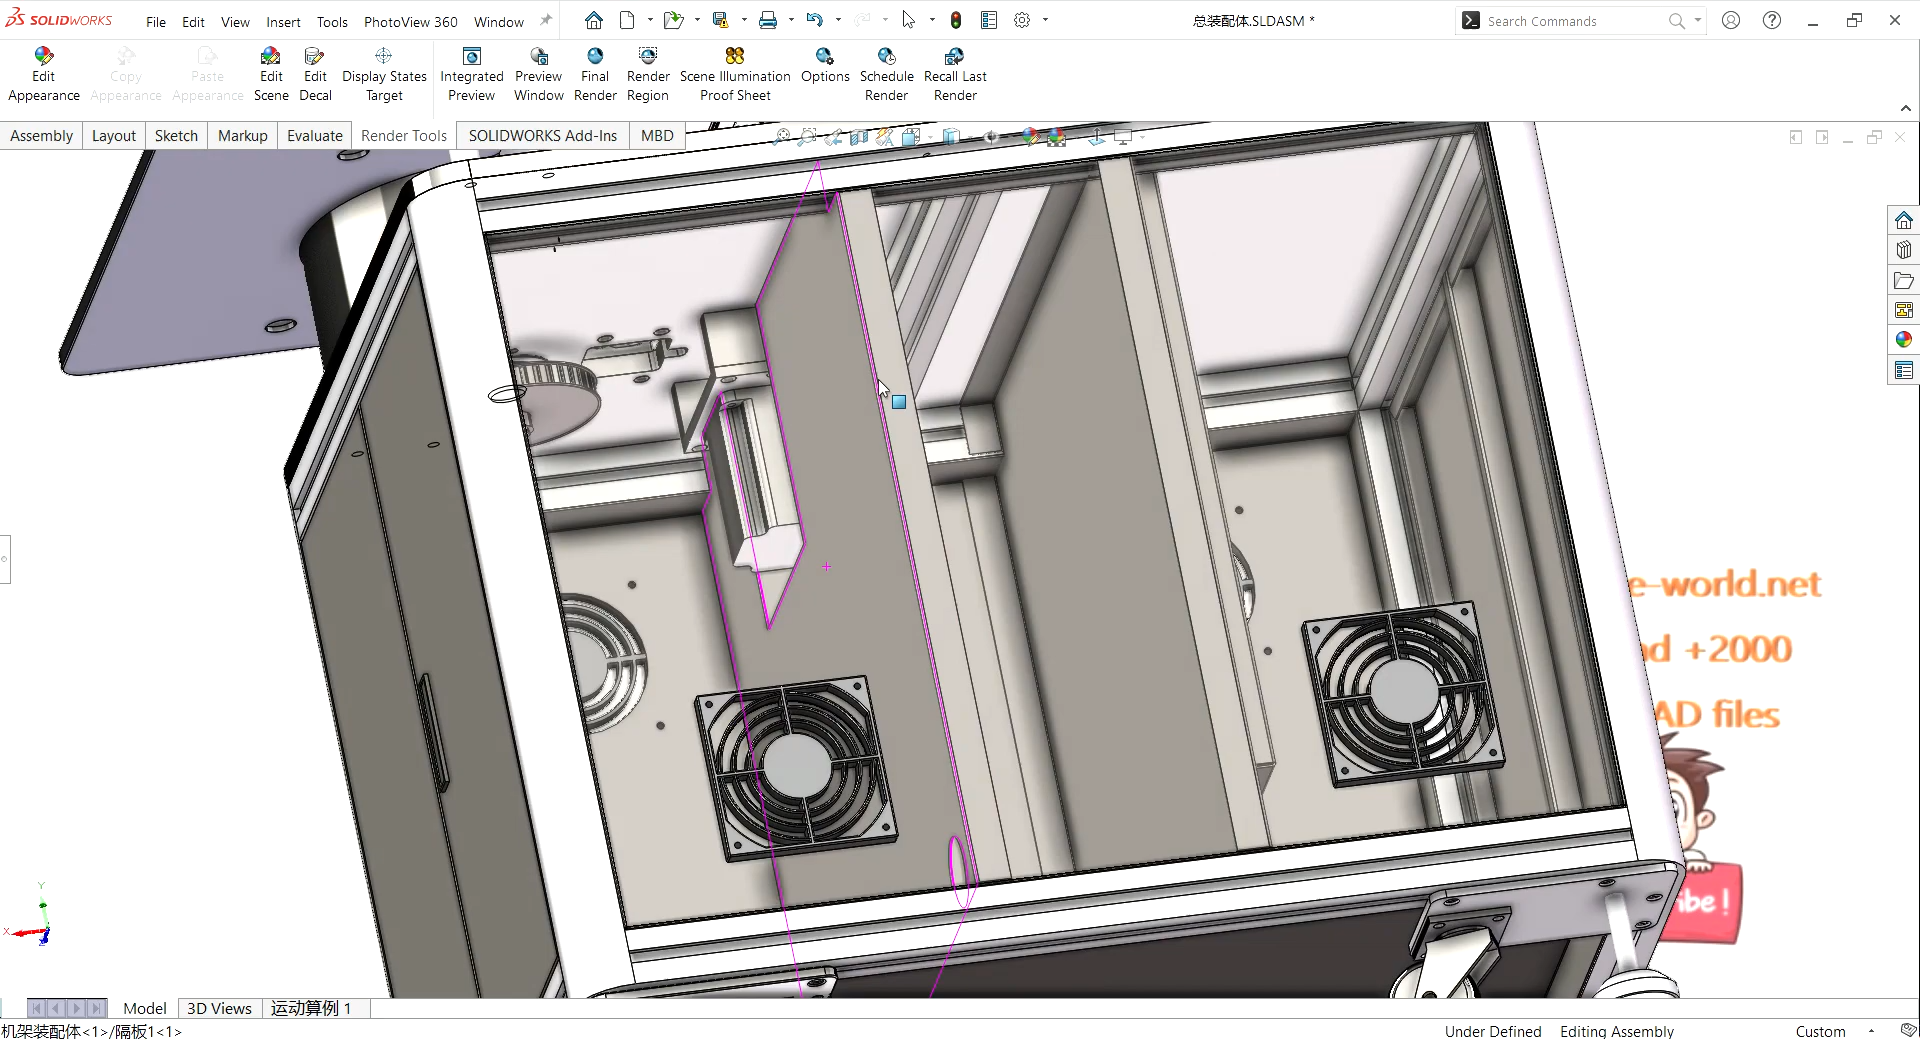 SOLIDWORKS File Edit View Insert Tools PhotoView 360 Window
总装配体.SLDASM *
Search Commands
Edit Appearance
Copy Appearance
Paste Appearance
Edit Scene
Edit Decal
Display States Target
Integrated Preview
Preview Window
Final Render
Render Region
Scene Illumination Proof Sheet
Options
Schedule Render
Recall Last Render
Assembly Layout Sketch Markup Evaluate Render Tools SOLIDWORKS Add-Ins MBD
e-world.net
d +2000
AD files
ibe !
Y
X
Z
Model 3D Views 运动算例 1
机架装配体<1>/隔板1<1>
Under Defined Editing Assembly Custom